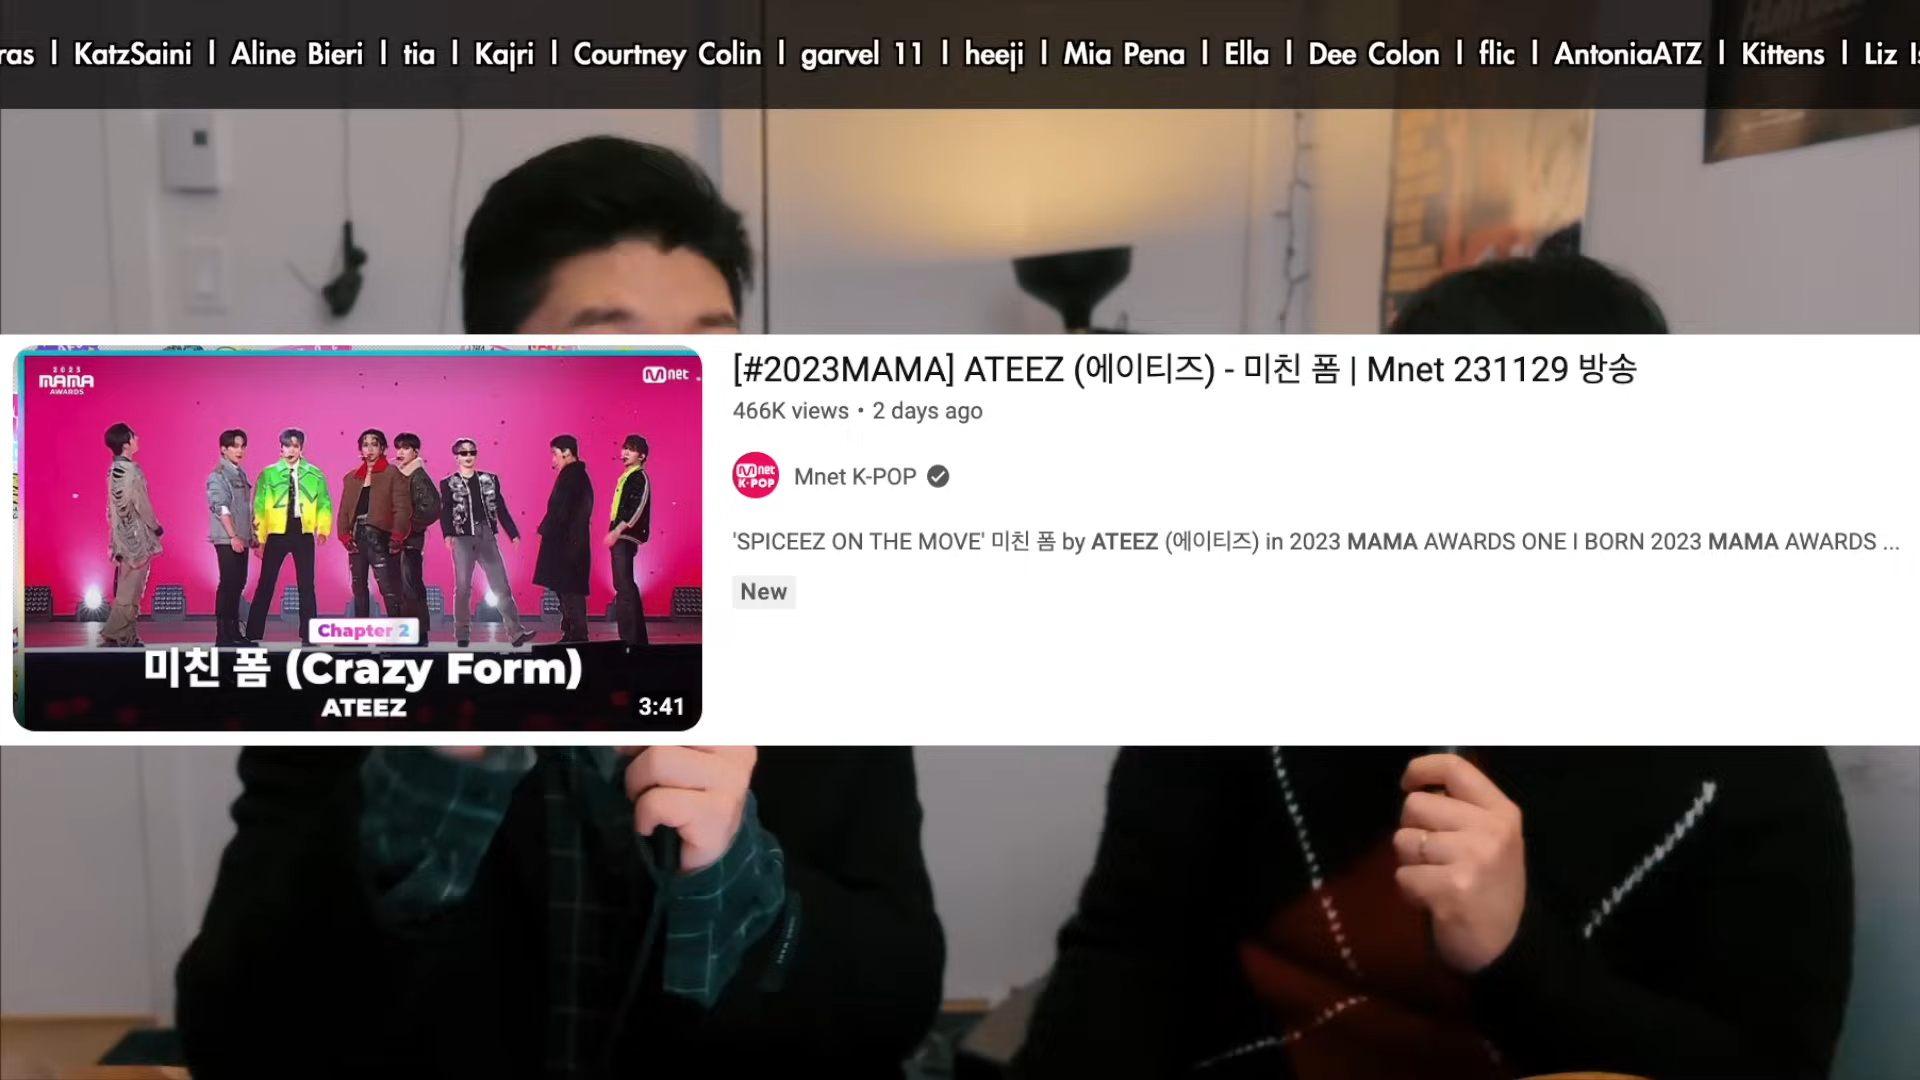 ras | KatzSaini | Aline Bieri | tia | Kajri | Courtney Colin | garvel 11 | heeji | Mia Pena | Ella | Dee Colon | flic | AntoniaATZ | Kittens | Liz Is
2023
MAMA
AWARDS
Mnet
Chapter 2
미친 폼 (Crazy Form)
ATEEZ
3:41
[#2023MAMA] ATEEZ (에이티즈) - 미친 폼 | Mnet 231129 방송
466K views • 2 days ago
Mnet
K-POP
Mnet K-POP
'SPICEEZ ON THE MOVE' 미친 폼 by ATEEZ (에이티즈) in 2023 MAMA AWARDS ONE I BORN 2023 MAMA AWARDS ...
New